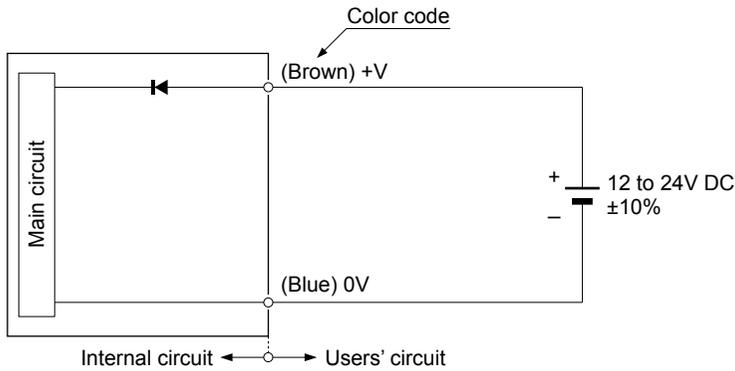 Color code
(Brown) +V
Main circuit
+
12 to 24V DC
−
±10%
(Blue) 0V
Internal circuit
Users' circuit